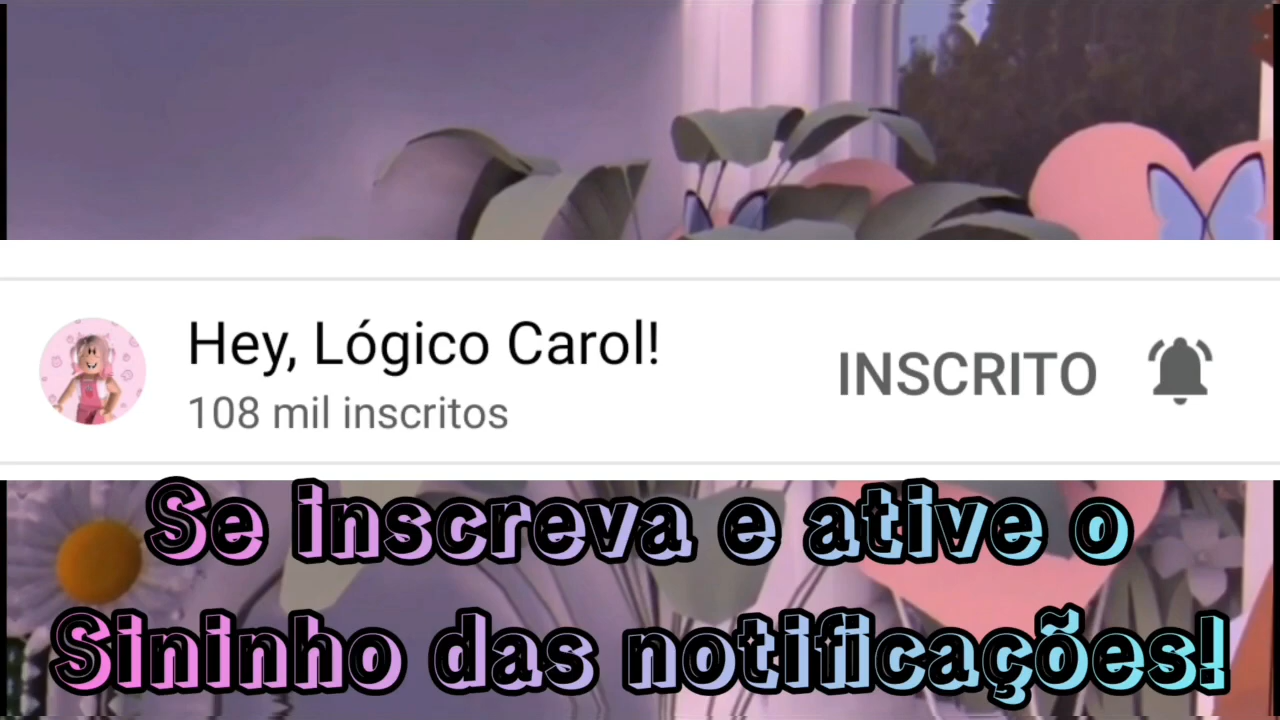 Hey, Lógico Carol!
108 mil inscritos
INSCRITO
Se inscreva e ative o
Sininho das notificações!